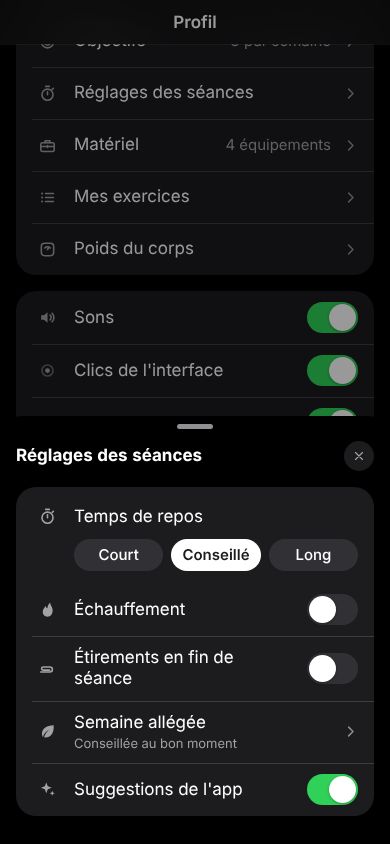 Profil
Objectif
Réglages des séances
Matériel 4 équipements
Mes exercices
Poids du corps
Sons
Clics de l'interface
Réglages des séances
Temps de repos
Court Conseillé Long
Échauffement
Étirements en fin de
séance
Semaine allégée
Conseillée au bon moment
Suggestions de l'app